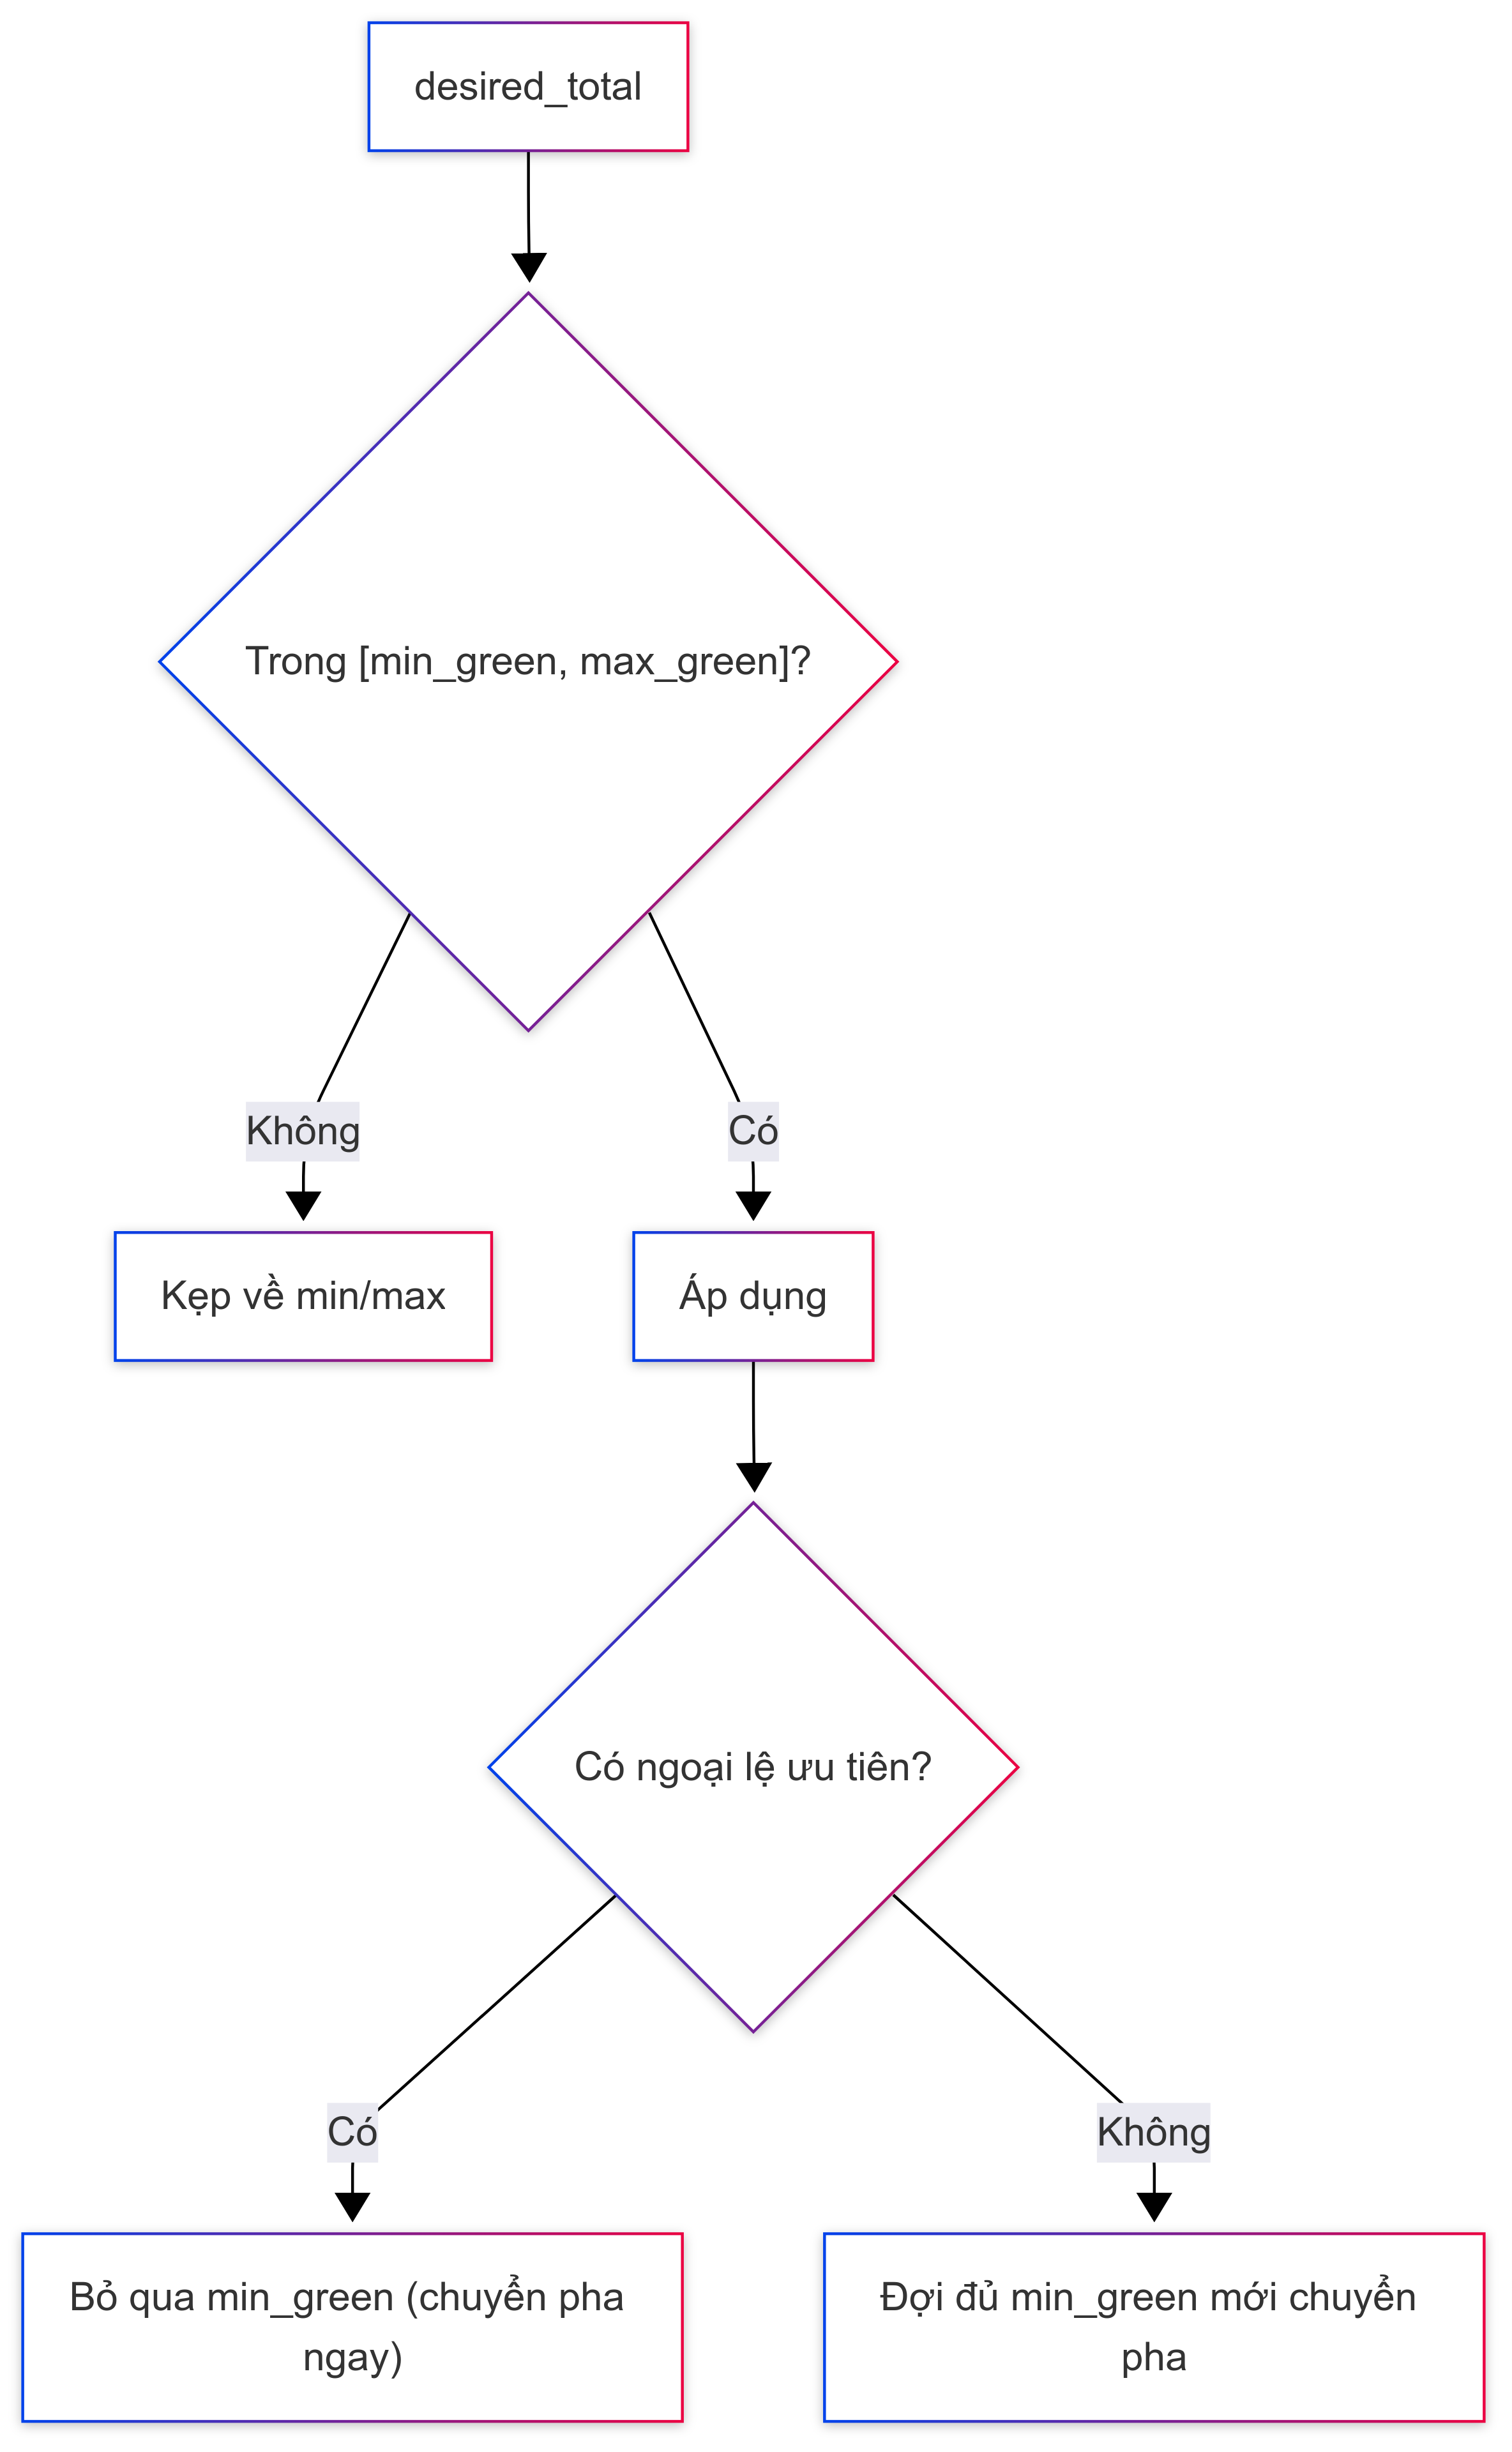 desired_total
Trong [min_green, max_green]?
Không
Có
Kẹp về min/max
Áp dụng
Có ngoại lệ ưu tiên?
Có
Không
Bỏ qua min_green (chuyển pha
ngay)
Đợi đủ min_green mới chuyển
pha